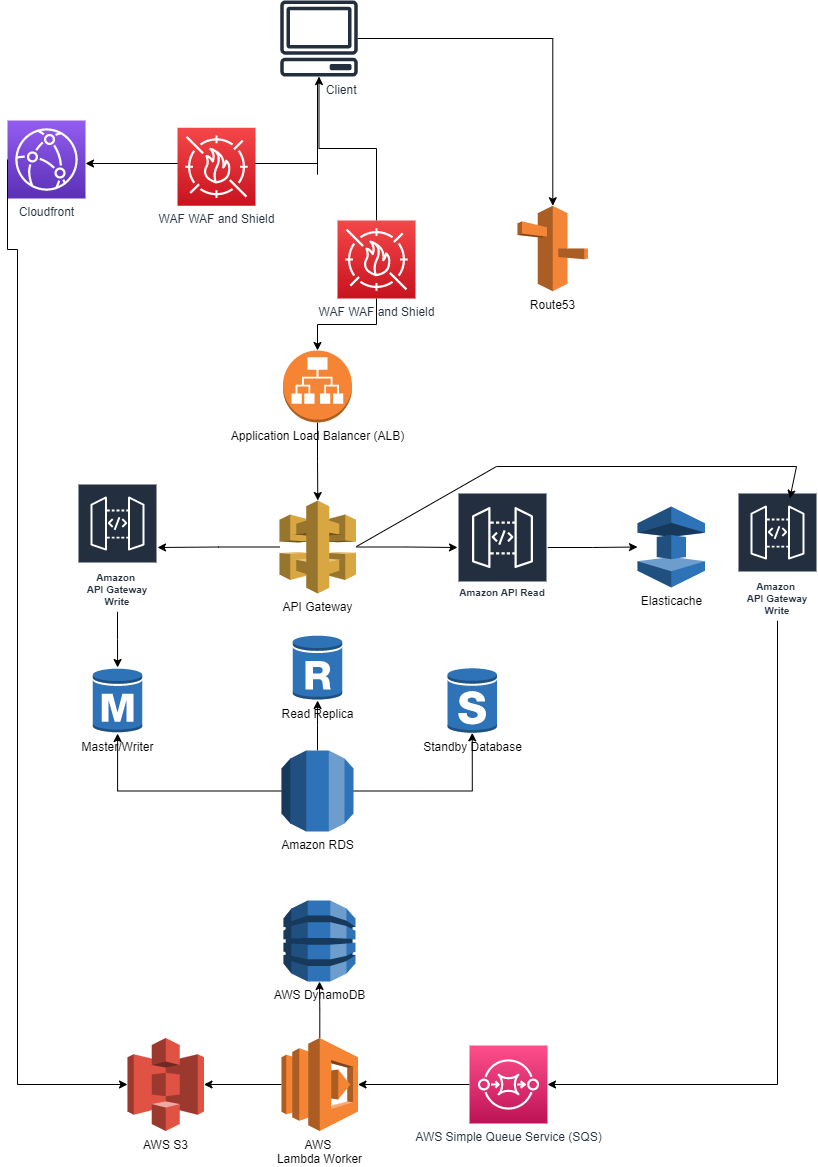 Client
Cloudfront
WAF WAF and Shield
WAF WAF and Shield
Route53
Application Load Balancer (ALB)
Amazon
API Gateway
Write
API Gateway
Amazon API Read
Elasticache
Amazon
API Gateway
Write
R
Read Replica
M
Master/Writer
S
Standby Database
Amazon RDS
AWS DynamoDB
AWS S3
AWS
Lambda Worker
AWS Simple Queue Service (SQS)